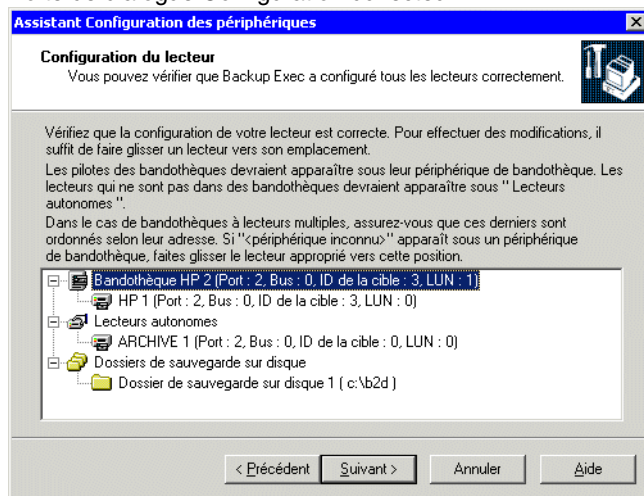 Assistant Configuration des périphériques
Configuration du lecteur
Vous pouvez vérifier que Backup Exec a configuré tous les lecteurs correctement.
Vérifiez que la configuration de votre lecteur est correcte. Pour effectuer des modifications, il
suffit de faire glisser un lecteur vers son emplacement.
Les pilotes des bandothèques devraient apparaître sous leur périphérique de bandothèque. Les
lecteurs qui ne sont pas dans des bandothèques devraient apparaître sous " Lecteurs
autonomes ".
Dans le cas de bandothèques à lecteurs multiples, assurez-vous que ces derniers sont
ordonnés selon leur adresse. Si "<périphérique inconnu>" apparaît sous un périphérique
de bandothèque, faites glisser le lecteur approprié vers cette position.
Bandothèque HP 2 (Port : 2, Bus : 0, ID de la cible : 3, LUN : 1)
HP 1 (Port : 2, Bus : 0, ID de la cible : 3, LUN : 0)
Lecteurs autonomes
ARCHIVE 1 (Port : 2, Bus : 0, ID de la cible : 0, LUN : 0)
Dossiers de sauvegarde sur disque
Dossier de sauvegarde sur disque 1 ( c:\b2d )
< Précédent Suivant > Annuler Aide